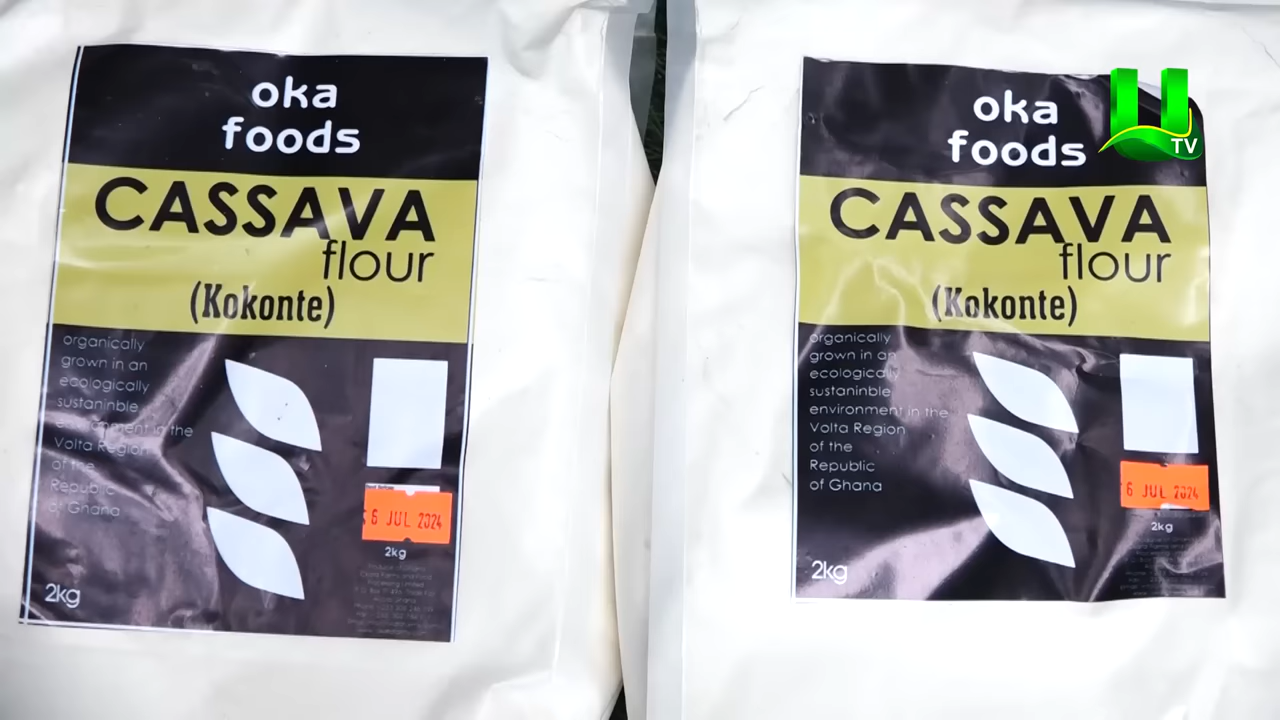 oka
foods
CASSAVA
flour
(Kokonte)
organically
grown in an
ecologically
sustaninble
environment in the
Volta Region
of the
Republic
of Ghana
6 JUL 2024
2kg
2kg
oka
foods
CASSAVA
flour
(Kokonte)
organically
grown in an
ecologically
sustaninble
environment in the
Volta Region
of the
Republic
of Ghana
6 JUL 2024
2kg
2kg
U
TV